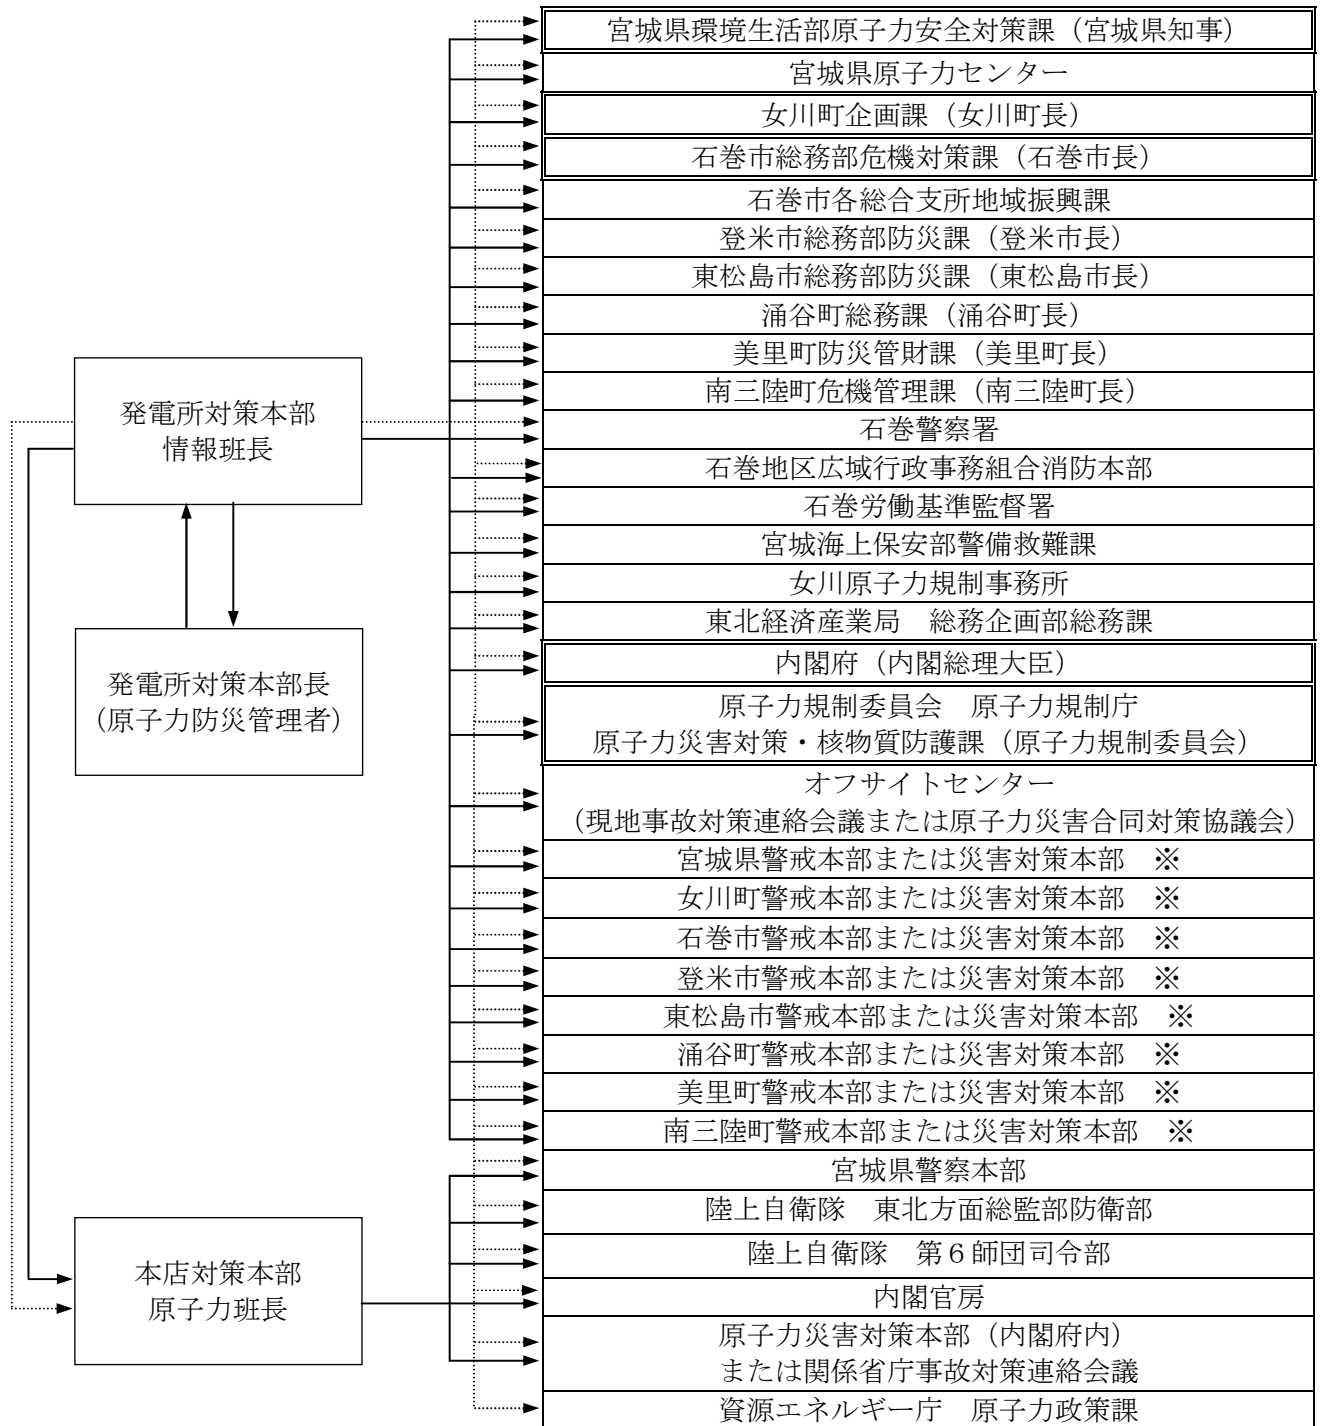 宮城県環境生活部原子力安全対策課（宮城県知事）
宮城県原子力センター
女川町企画課（女川町長）
石巻市総務部危機対策課（石巻市長）
石巻市各総合支所地域振興課
登米市総務部防災課（登米市長）
東松島市総務部防災課（東松島市長）
涌谷町総務課（涌谷町長）
美里町防災管財課（美里町長）
南三陸町危機管理課（南三陸町長）
石巻警察署
石巻地区広域行政事務組合消防本部
石巻労働基準監督署
宮城海上保安部警備救難課
女川原子力規制事務所
東北経済産業局　総務企画部総務課
内閣府（内閣総理大臣）
原子力規制委員会　原子力規制庁
原子力災害対策・核物質防護課（原子力規制委員会）
オフサイトセンター
（現地事故対策連絡会議または原子力災害合同対策協議会）
宮城県警戒本部または災害対策本部　※
女川町警戒本部または災害対策本部　※
石巻市警戒本部または災害対策本部　※
登米市警戒本部または災害対策本部　※
東松島市警戒本部または災害対策本部　※
涌谷町警戒本部または災害対策本部　※
美里町警戒本部または災害対策本部　※
南三陸町警戒本部または災害対策本部　※
宮城県警察本部
陸上自衛隊　東北方面総監部防衛部
陸上自衛隊　第６師団司令部
内閣官房
原子力災害対策本部（内閣府内）
または関係省庁事故対策連絡会議
資源エネルギー庁　原子力政策課
発電所対策本部
情報班長
発電所対策本部長
（原子力防災管理者）
本店対策本部
原子力班長